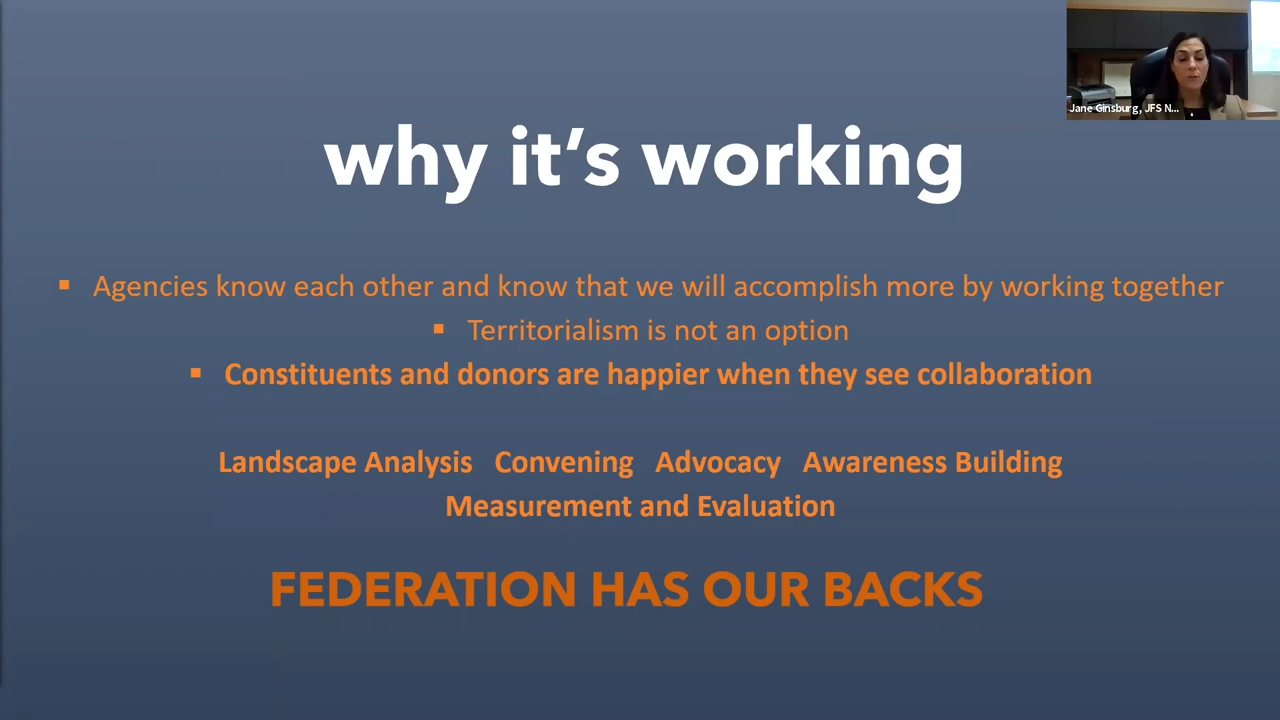 Jane Ginsburg, JFS N...
why it's working
▪ Agencies know each other and know that we will accomplish more by working together
▪ Territorialism is not an option
▪ Constituents and donors are happier when they see collaboration
Landscape Analysis Convening Advocacy Awareness Building
Measurement and Evaluation
FEDERATION HAS OUR BACKS